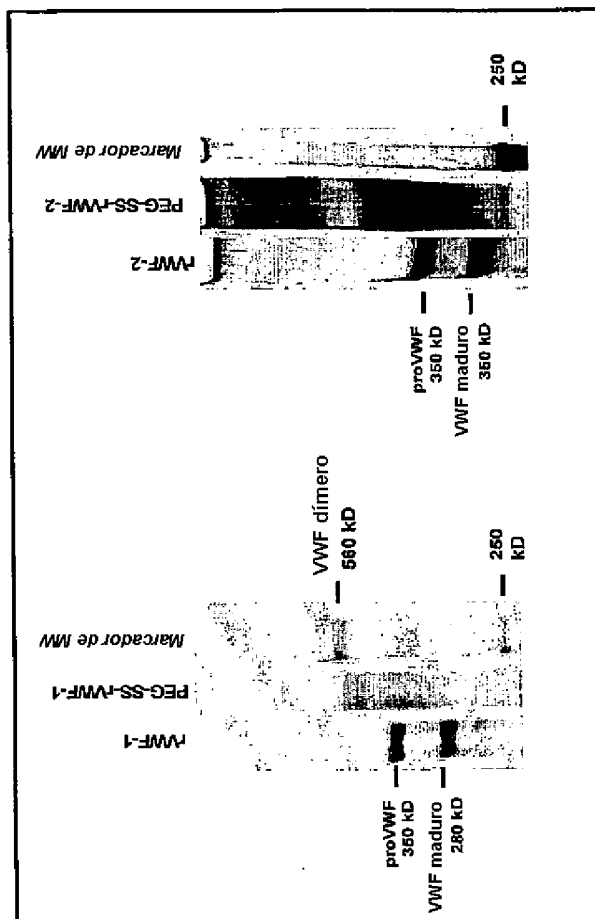 rVWF-1
PEG-SS-rVWF-1
Marcador de MW
proVWF
350 kD
VWF maduro
280 kD
VWF dímero
560 kD
250
kD
rVWF-2
PEG-SS-rVWF-2
Marcador de MW
proVWF
350 kD
VWF maduro
350 kD
250
kD